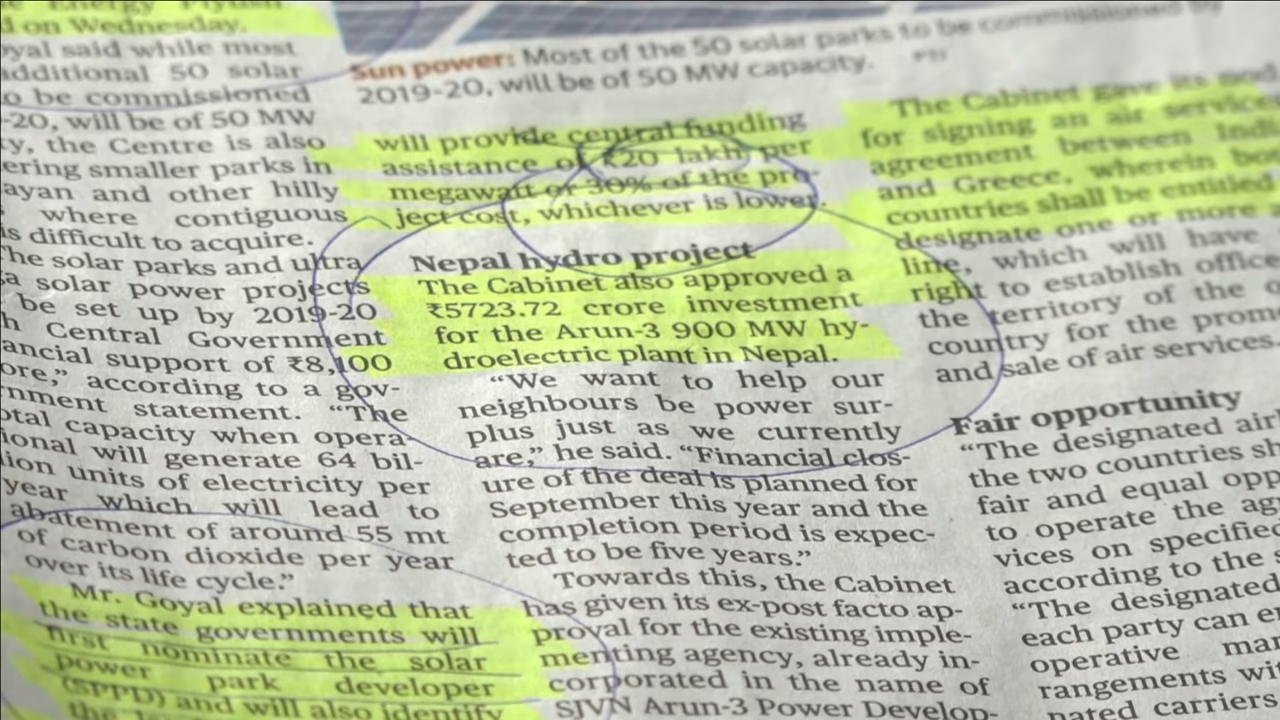 d on Wednesday.
oyal said while most
additional 50 solar
o be commissioned
-20, will be of 50 MW
ty, the Centre is also
ering smaller parks in
ayan and other hilly
where contiguous
is difficult to acquire.
he solar parks and ultra
a solar power projects
be set up by 2019-20
h Central Government
ancial support of ₹8,100
ore,” according to a gov-
nment statement. “The
otal capacity when opera-
ional will generate 64 bil-
lion units of electricity per
year which will lead to
abatement of around 55 mt
of carbon dioxide per year
over its life cycle.”
Mr. Goyal explained that
the state governments will
first nominate the solar
power park developer
(SPPD) and will also identify
Sun power: Most of the 50 solar parks to be commissioned by
2019-20, will be of 50 MW capacity. PTI
will provide central funding
assistance of ₹20 lakh per
megawatt or 30% of the pro-
ject cost, whichever is lower.
Nepal hydro project
The Cabinet also approved a
₹5723.72 crore investment
for the Arun-3 900 MW hy-
droelectric plant in Nepal.
“We want to help our
neighbours be power sur-
plus just as we currently
are,” he said. “Financial clos-
ure of the deal is planned for
September this year and the
completion period is expec-
ted to be five years.”
Towards this, the Cabinet
has given its ex-post facto ap-
proval for the existing imple-
menting agency, already in-
corporated in the name of
SJVN Arun-3 Power Develop-
The Cabinet gave its nod
for signing an air services
agreement between Indi
and Greece, wherein bo
countries shall be entitled
designate one or more
line, which will have
right to establish office
the territory of the o
country for the prom
and sale of air services.
Fair opportunity
“The designated air
the two countries sh
fair and equal opp
to operate the ag
vices on specified
according to the
“The designated
each party can e
operative mar
rangements wi
nated carriers